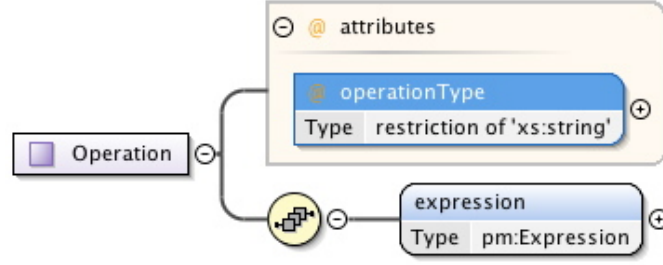 @ attributes
@ operationType
Type restriction of 'xs:string'
Operation
expression
Type pm:Expression